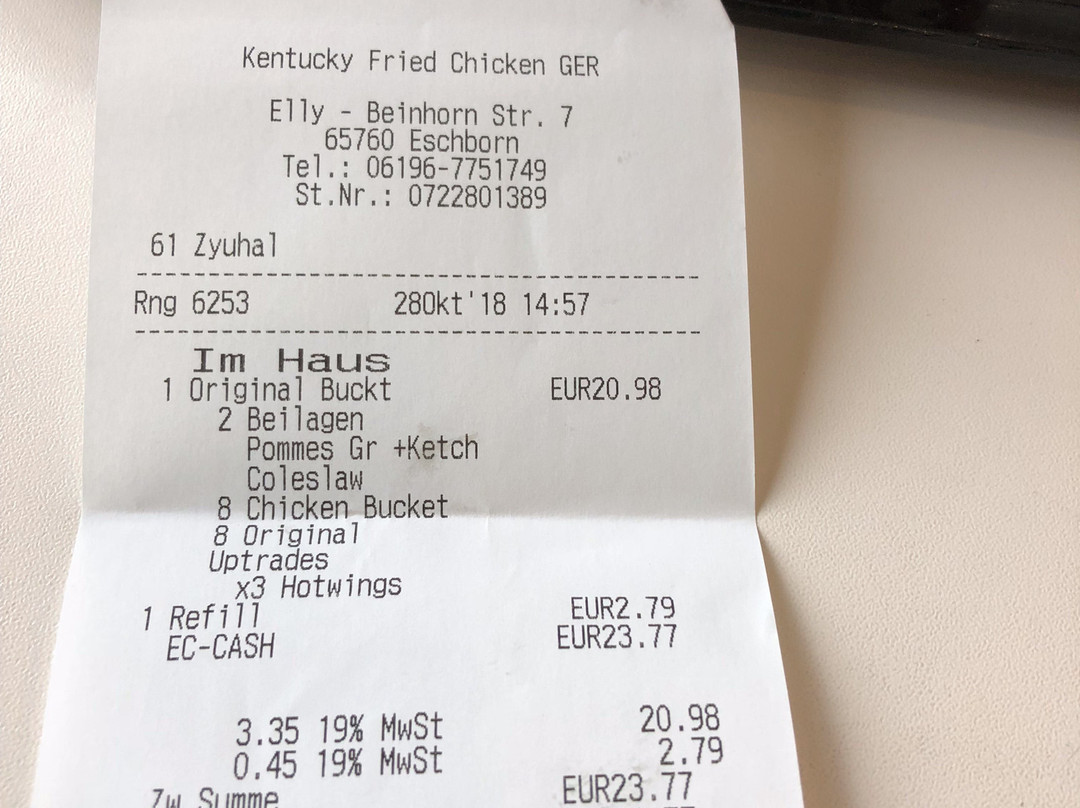 Kentucky Fried Chicken GER
Elly - Beinhorn Str. 7
65760 Eschborn
Tel.: 06196-7751749
St.Nr.: 0722801389
61 Zyuhal
Rng 6253 28Okt'18 14:57
Im Haus
1 Original Buckt EUR20.98
2 Beilagen
Pommes Gr +Ketch
Coleslaw
8 Chicken Bucket
8 Original
Uptrades
x3 Hotwings
1 Refill EUR2.79
EC-CASH EUR23.77
3.35 19% MwSt 20.98
0.45 19% MwSt 2.79
Zw Summe EUR23.77